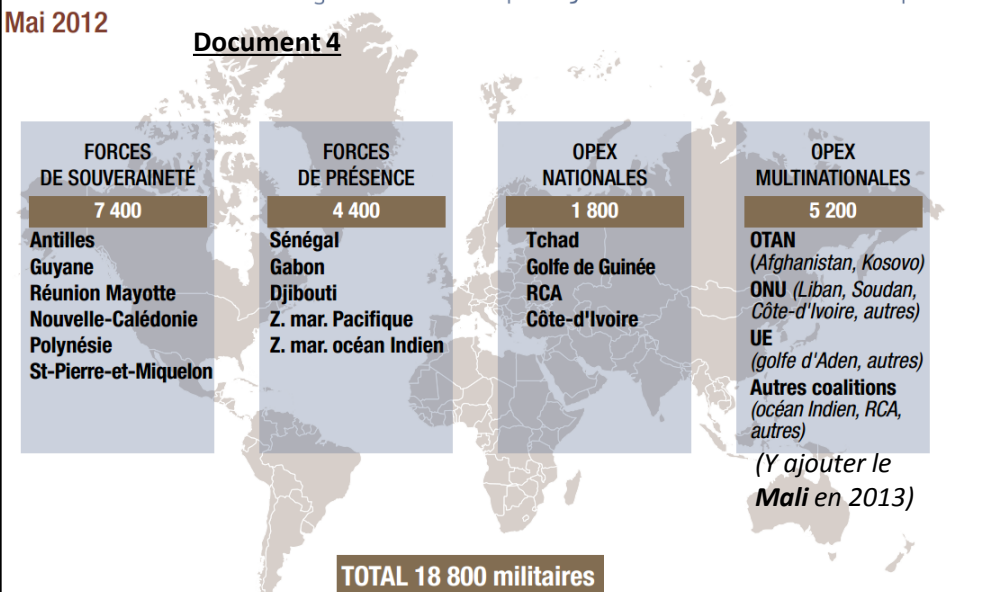 Mai 2012
Document 4
FORCES
DE SOUVERAINETÉ
7 400
Antilles
Guyane
Réunion Mayotte
Nouvelle-Calédonie
Polynésie
St-Pierre-et-Miquelon
FORCES
DE PRÉSENCE
4 400
Sénégal
Gabon
Djibouti
Z. mar. Pacifique
Z. mar. océan Indien
OPEX
NATIONALES
1 800
Tchad
Golfe de Guinée
RCA
Côte-d'Ivoire
OPEX
MULTINATIONALES
5 200
OTAN
(Afghanistan, Kosovo)
ONU (Liban, Soudan,
Côte-d'Ivoire, autres)
UE
(golfe d'Aden, autres)
Autres coalitions
(océan Indien, RCA,
autres)
(Y ajouter le
Mali en 2013)
TOTAL 18 800 militaires